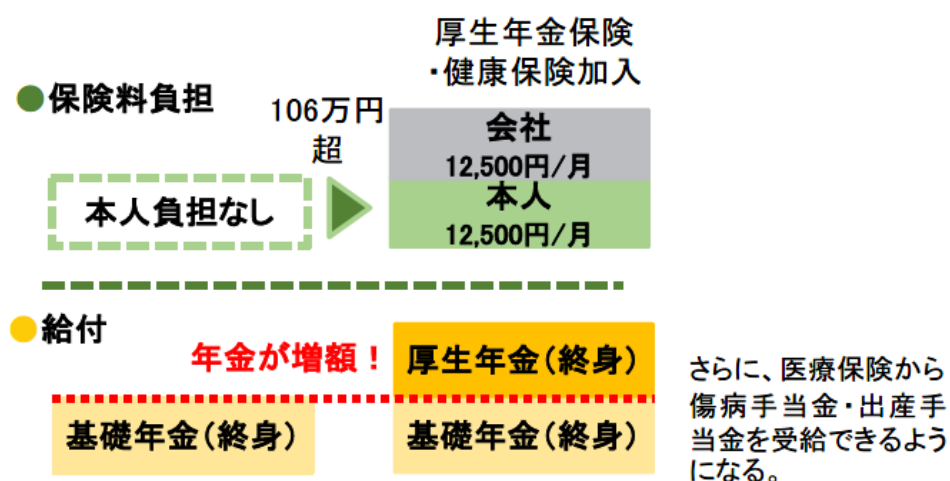 厚生年金保険
・健康保険加入
●保険料負担
106万円
超
会社
12,500円/月
本人負担なし
本人
12,500円/月
●給付
年金が増額！
厚生年金(終身)
基礎年金(終身)
基礎年金(終身)
さらに、医療保険から
傷病手当金・出産手
当金を受給できるよう
になる。